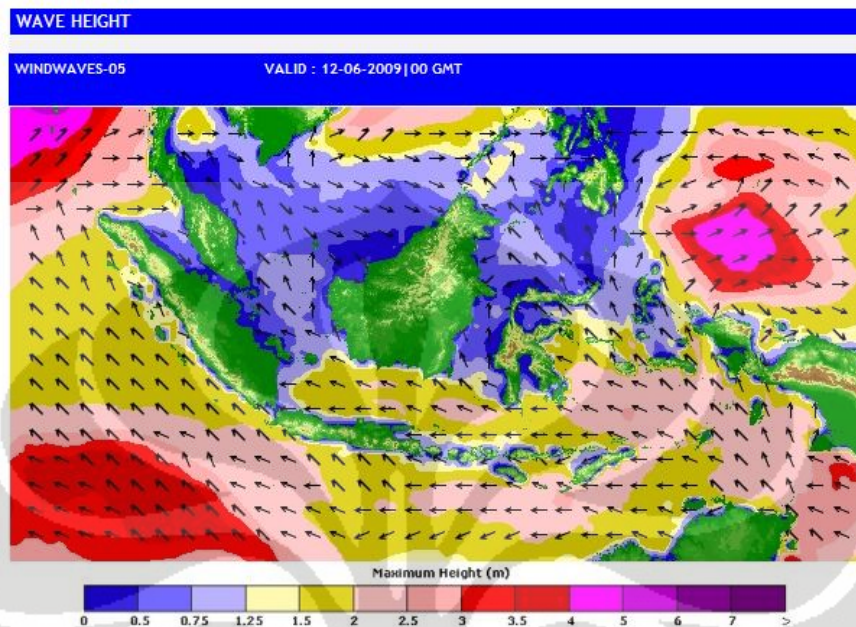 WAVE HEIGHT
WINDWAVES-05 VALID : 12-06-2009|00 GMT
Maximum Height (m)
0 0.5 0.75 1.25 1.5 2 2.5 3 3.5 4 5 6 7 >